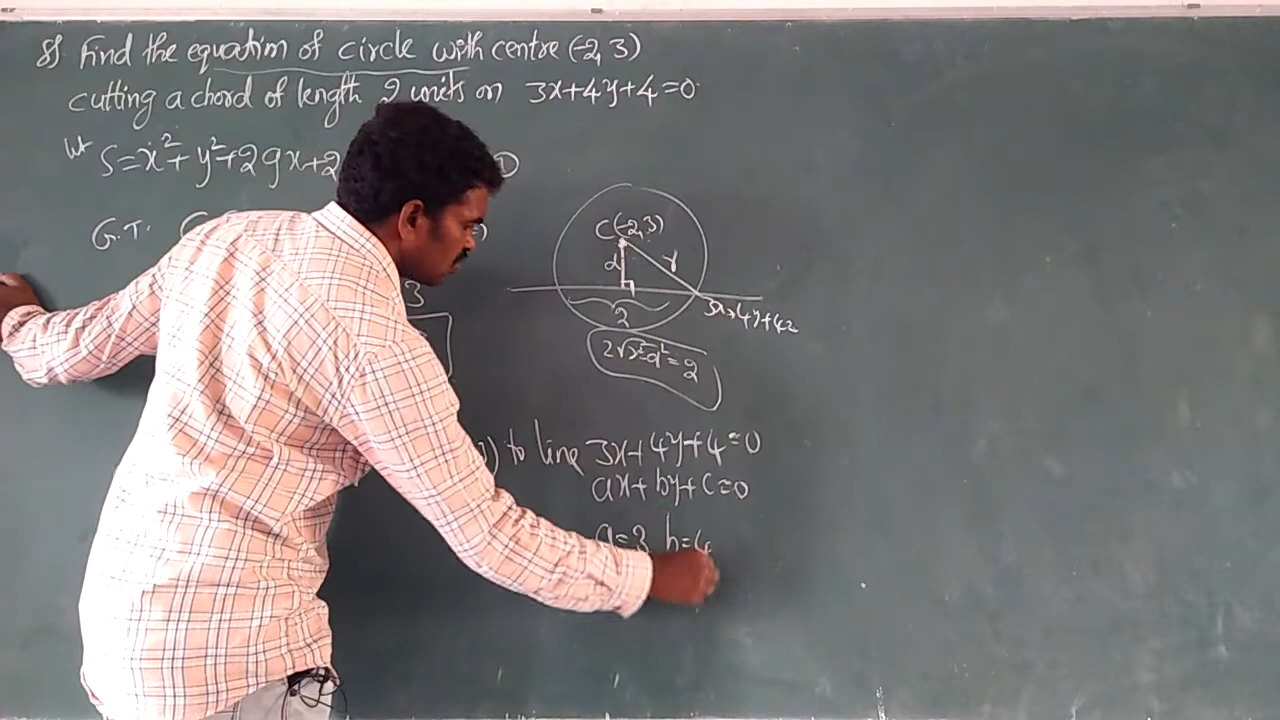 8) Find the equation of circle with centre (-2, 3)
cutting a chord of length 2 units on 3x+4y+4=0.
let S=x²+y²+2gx+2 ①
G.T. C
3
C(-2,3)
d r
2
3x+4y+4=
2√r²-d² = 2
) to line 3x+4y+4=0
ax+by+c=0
a=3 b=4